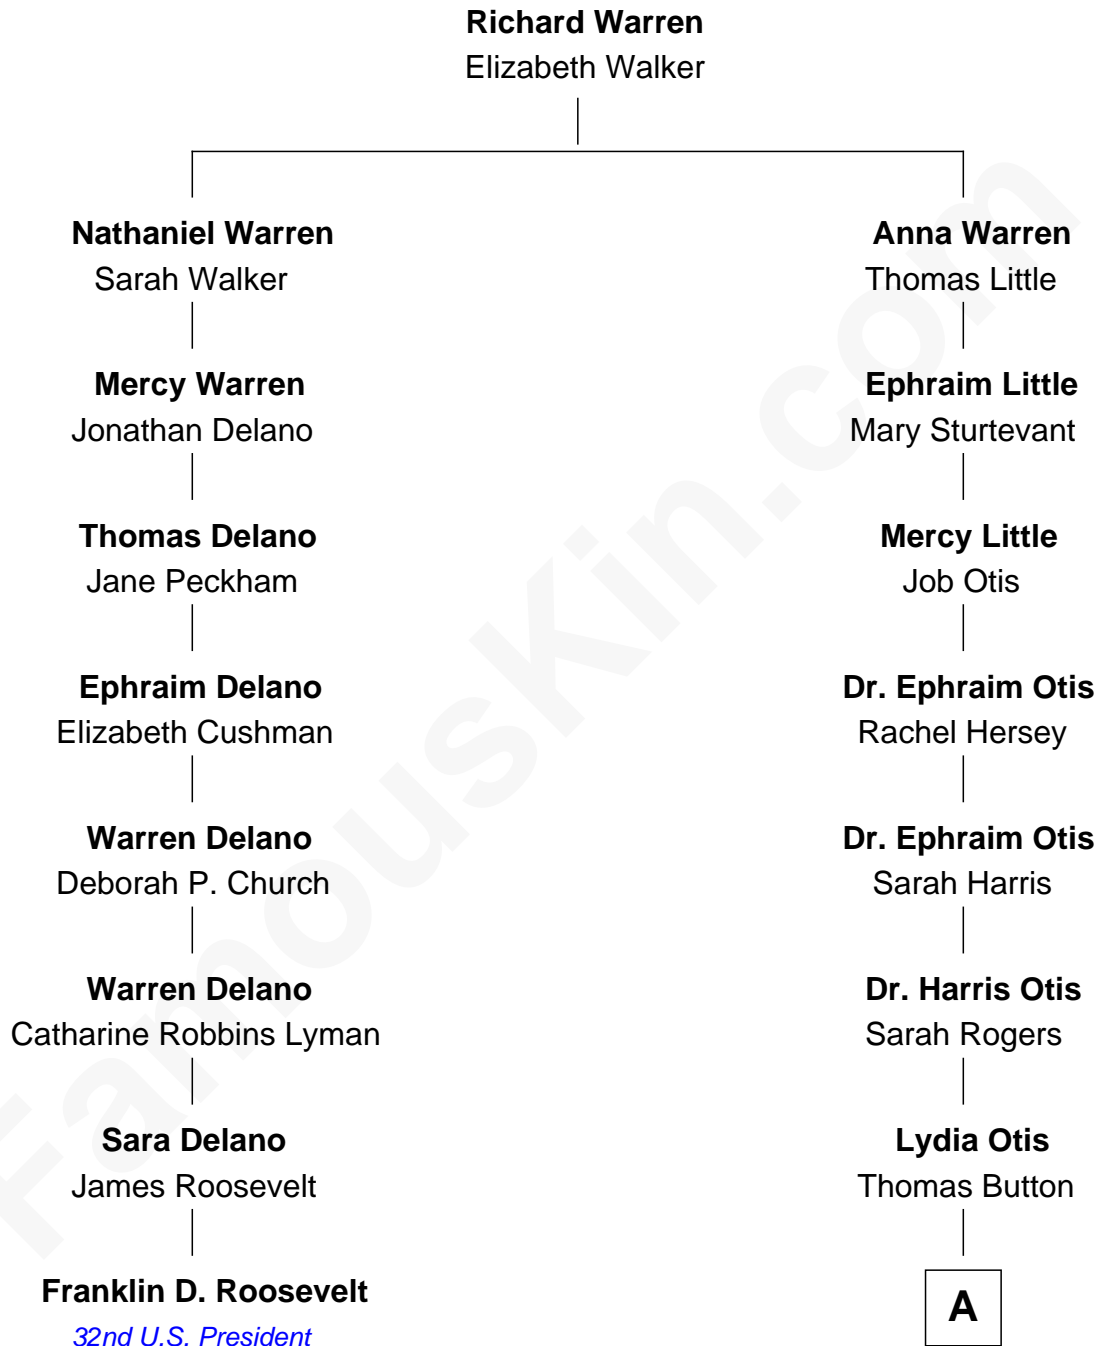 Richard Warren
Elizabeth Walker
Nathaniel Warren
Sarah Walker
Anna Warren
Thomas Little
Mercy Warren
Jonathan Delano
Ephraim Little
Mary Sturtevant
Thomas Delano
Jane Peckham
Mercy Little
Job Otis
Ephraim Delano
Elizabeth Cushman
Dr. Ephraim Otis
Rachel Hersey
Warren Delano
Deborah P. Church
Dr. Ephraim Otis
Sarah Harris
Warren Delano
Catharine Robbins Lyman
Dr. Harris Otis
Sarah Rogers
Sara Delano
James Roosevelt
Lydia Otis
Thomas Button
Franklin D. Roosevelt
32nd U.S. President
A
FamousKin.com